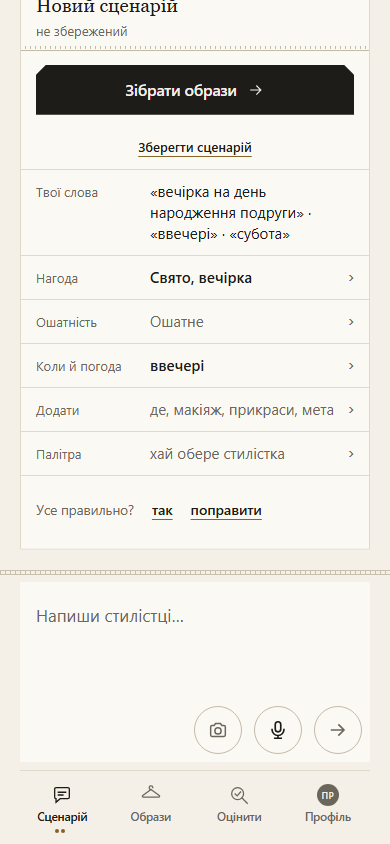 Новий сценарій
не збережений
Зібрати образи →
Зберегти сценарій
Твої слова
«вечірка на день
народження подруги» ·
«ввечері» · «субота»
Нагода Свято, вечірка
Ошатність Ошатне
Коли й погода ввечері
Додати де, макіяж, прикраси, мета
Палітра хай обере стилістка
Усе правильно? так поправити
Напиши стилістці...
Сценарій Образи Оцінити ПР Профіль